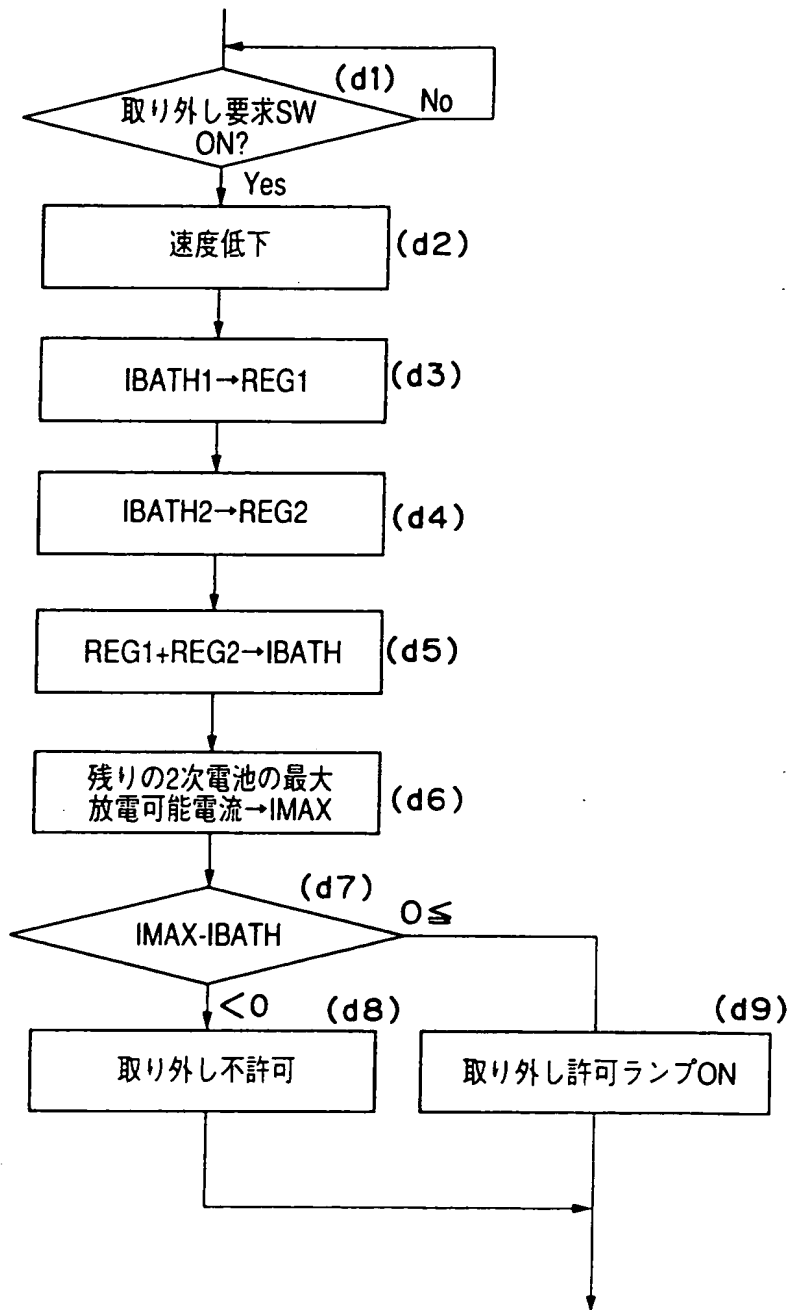 (d1)
取り外し要求SW
ON?
No
Yes
速度低下
(d2)
IBATH1→REG1
(d3)
IBATH2→REG2
(d4)
REG1+REG2→IBATH
(d5)
残りの2次電池の最大
放電可能電流→IMAX
(d6)
(d7)
IMAX-IBATH
0≦
<0
(d8)
(d9)
取り外し不許可
取り外し許可ランプON